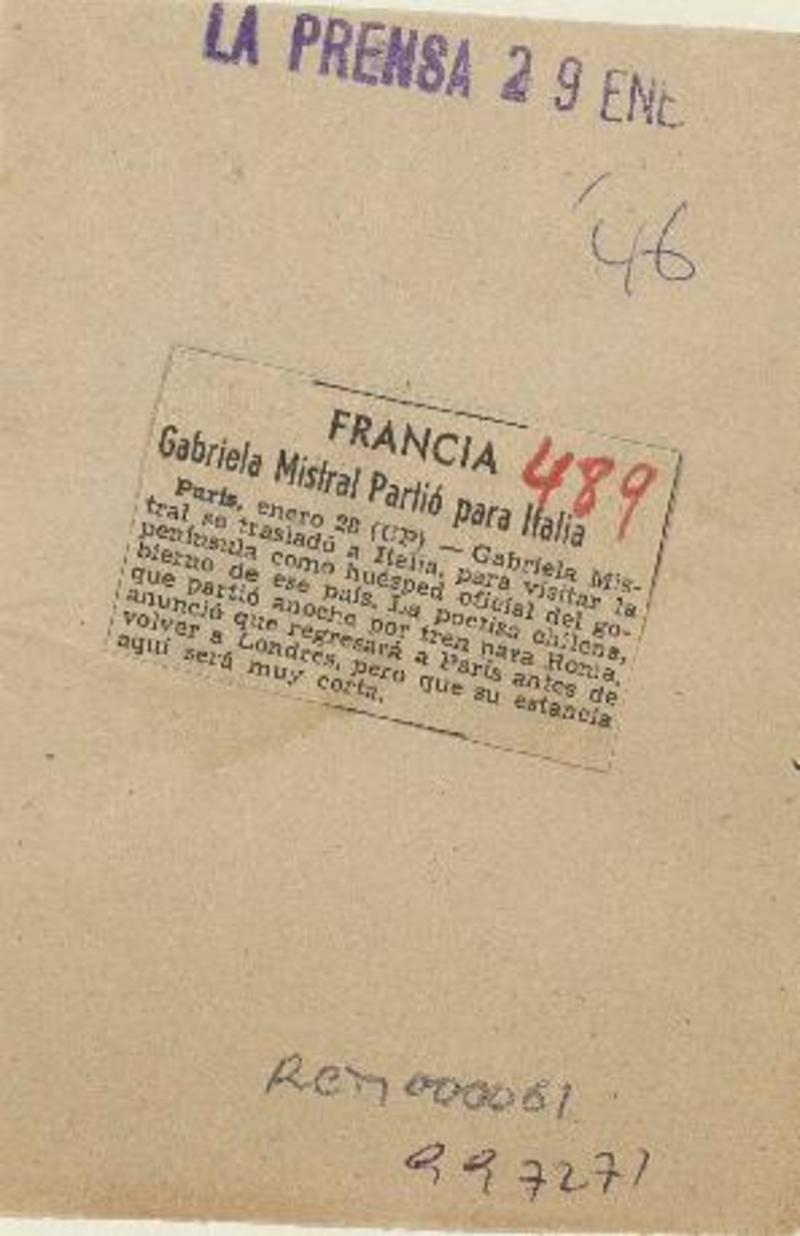 LA PRENSA 29 ENE
'46
FRANCIA 489
Gabriela Mistral Partió para Italia
París, enero 28 (UP) — Gabriela Mis-
tral se trasladó a Italia, para visitar la
península como huésped oficial del go-
bierno de ese país. La poetisa chilena,
que partió anoche por tren para Roma,
anunció que regresará a París antes de
volver a Londres, pero que su estancia
aquí será muy corta.
RCM000061
997271